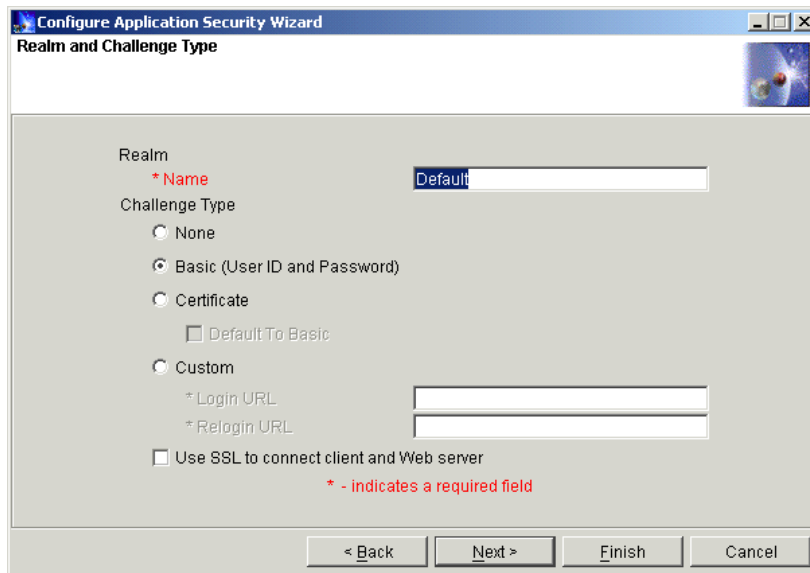 Configure Application Security Wizard
Realm and Challenge Type
Realm
* Name Default
Challenge Type
None
Basic (User ID and Password)
Certificate
Default To Basic
Custom
* Login URL
* Relogin URL
Use SSL to connect client and Web server
* - indicates a required field
< Back Next > Finish Cancel